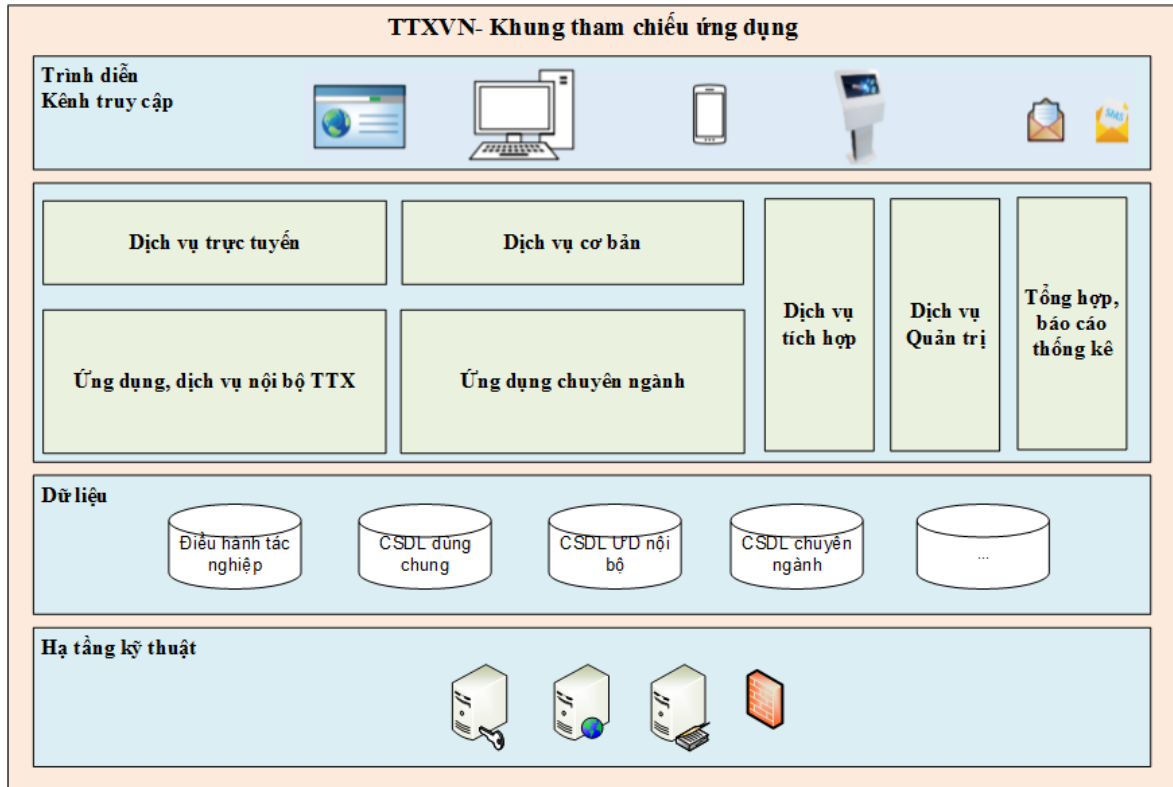 TTXVN- Khung tham chiếu ứng dụng
Trình diễn
Kênh truy cập
SMS
Dịch vụ trực tuyến
Dịch vụ cơ bản
Ứng dụng, dịch vụ nội bộ TTX
Ứng dụng chuyên ngành
Dịch vụ
tích hợp
Dịch vụ
Quản trị
Tổng hợp,
báo cáo
thống kê
Dữ liệu
Điều hành tác
nghiệp
CSDL dùng
chung
CSDL ƯD nội
bộ
CSDL chuyên
ngành
...
Hạ tầng kỹ thuật